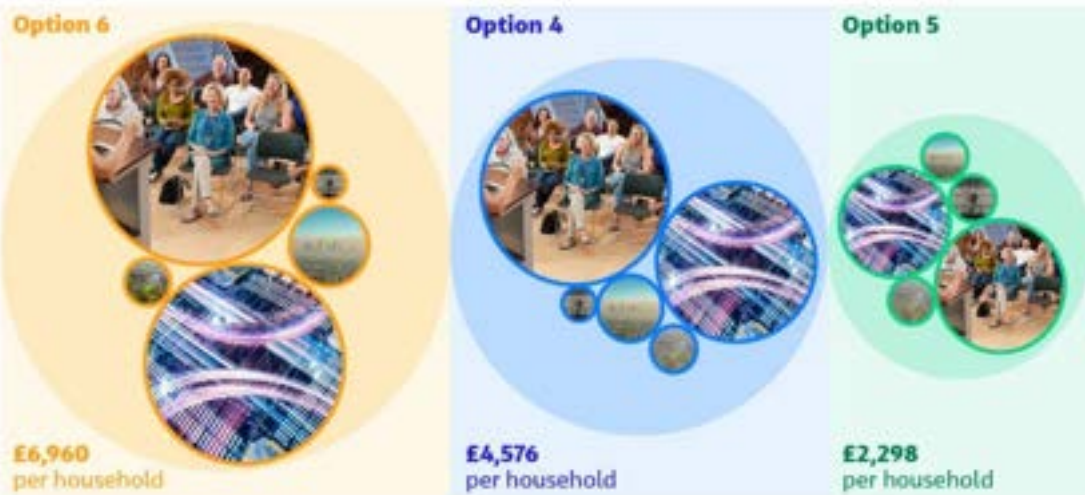 Option 6
£6,960
per household
Option 4
£4,576
per household
Option 5
£2,298
per household